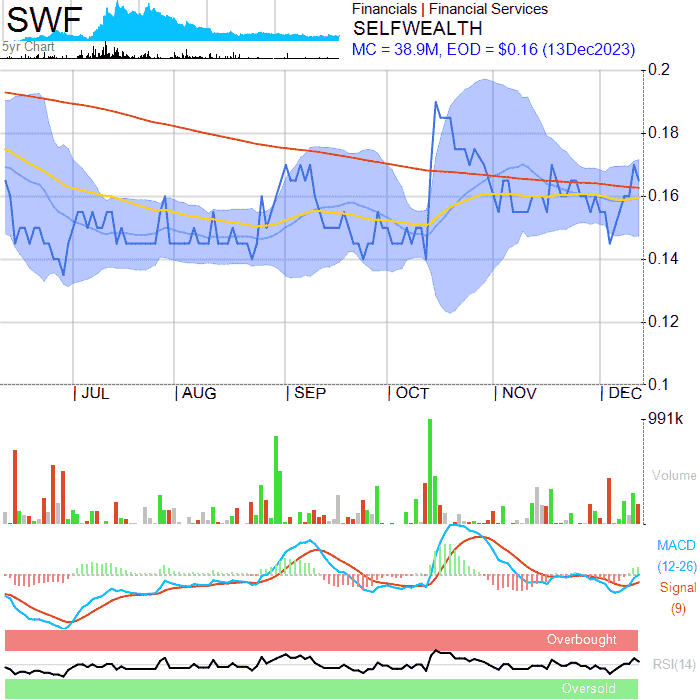 SWF
5yr Chart
Financials | Financial Services
SELFWEALTH
MC = 38.9M, EOD = $0.16 (13Dec2023)
0.2
0.18
0.16
0.14
0.12
0.1
| JUL | AUG | SEP | OCT | NOV | DEC
991k
Volume
MACD
(12-26)
Signal
(9)
Overbought
RSI(14)
Oversold